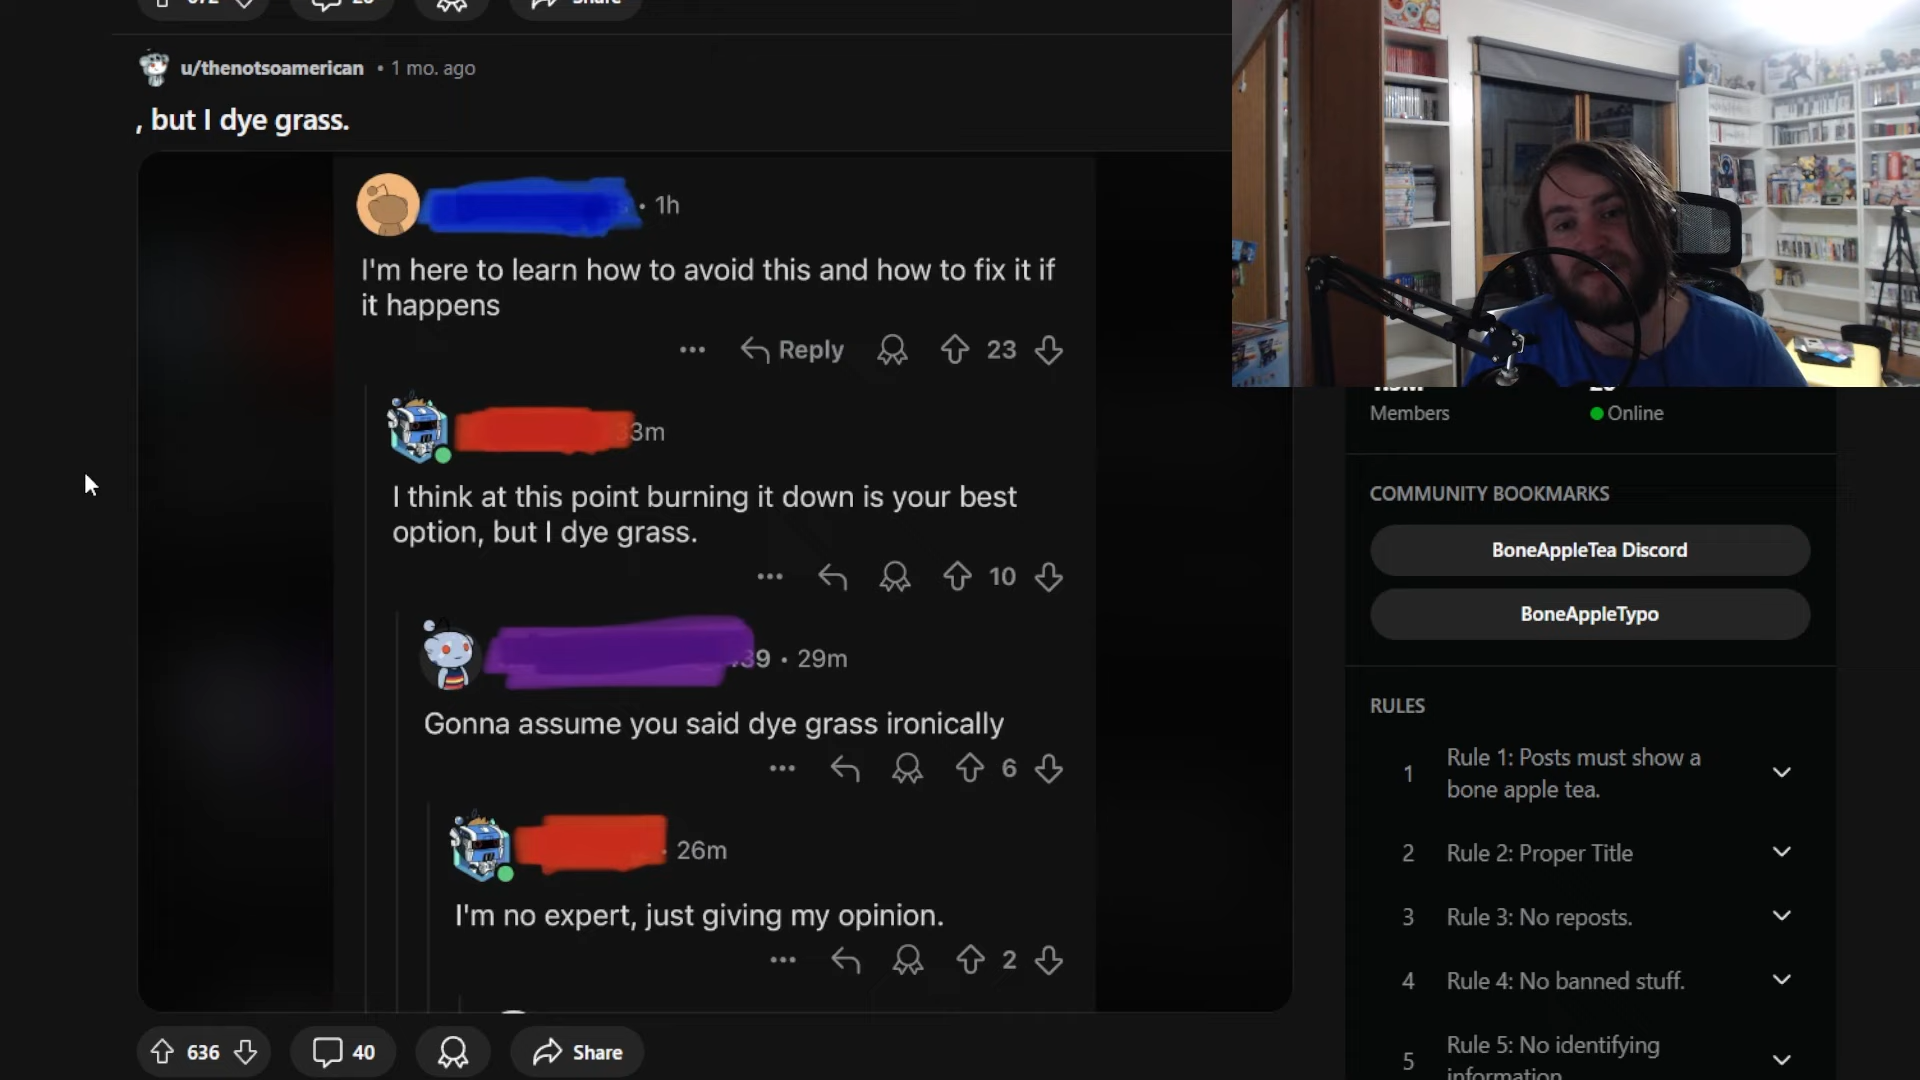 672
Share
u/thenotsoamerican • 1 mo. ago
, but I dye grass.
• 1h
I'm here to learn how to avoid this and how to fix it if
it happens
Reply 23
33m
I think at this point burning it down is your best
option, but I dye grass.
10
39 • 29m
Gonna assume you said dye grass ironically
6
26m
I'm no expert, just giving my opinion.
2
636 40 Share
Members Online
COMMUNITY BOOKMARKS
BoneAppleTea Discord
BoneAppleTypo
RULES
1 Rule 1: Posts must show a
bone apple tea.
2 Rule 2: Proper Title
3 Rule 3: No reposts.
4 Rule 4: No banned stuff.
5 Rule 5: No identifying
information